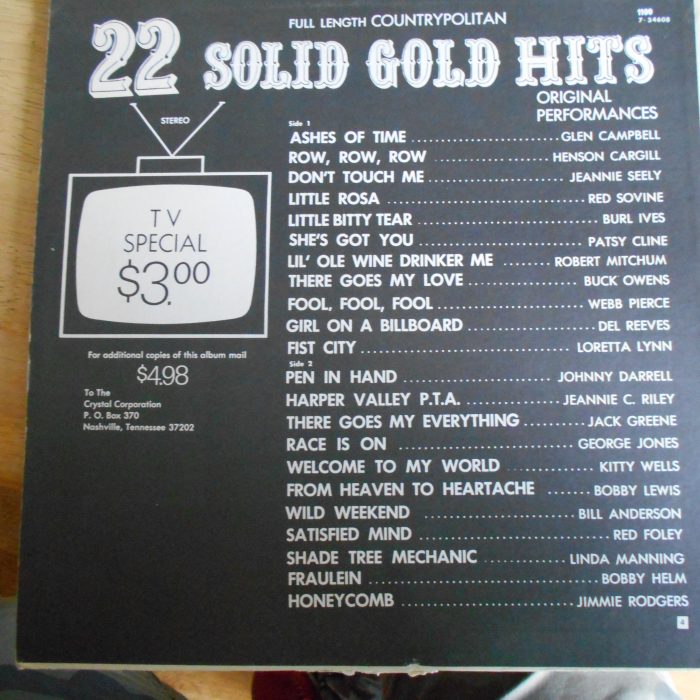 FULL LENGTH COUNTRYPOLITAN
1100
7-34608
22 SOLID GOLD HITS
ORIGINAL
PERFORMANCES
STEREO
TV
SPECIAL
$3.00
For additional copies of this album mail
$4.98
To The
Crystal Corporation
P. O. Box 370
Nashville, Tennessee 37202
Side 1
ASHES OF TIME ........ GLEN CAMPBELL
ROW, ROW, ROW ........ HENSON CARGILL
DON'T TOUCH ME ........ JEANNIE SEELY
LITTLE ROSA ........ RED SOVINE
LITTLE BITTY TEAR ........ BURL IVES
SHE'S GOT YOU ........ PATSY CLINE
LIL' OLE WINE DRINKER ME ........ ROBERT MITCHUM
THERE GOES MY LOVE ........ BUCK OWENS
FOOL, FOOL, FOOL ........ WEBB PIERCE
GIRL ON A BILLBOARD ........ DEL REEVES
FIST CITY ........ LORETTA LYNN
Side 2
PEN IN HAND ........ JOHNNY DARRELL
HARPER VALLEY P.T.A. ........ JEANNIE C. RILEY
THERE GOES MY EVERYTHING ........ JACK GREENE
RACE IS ON ........ GEORGE JONES
WELCOME TO MY WORLD ........ KITTY WELLS
FROM HEAVEN TO HEARTACHE ....... BOBBY LEWIS
WILD WEEKEND ........ BILL ANDERSON
SATISFIED MIND ........ RED FOLEY
SHADE TREE MECHANIC ........ LINDA MANNING
FRAULEIN ........ BOBBY HELM
HONEYCOMB ........ JIMMIE RODGERS
4